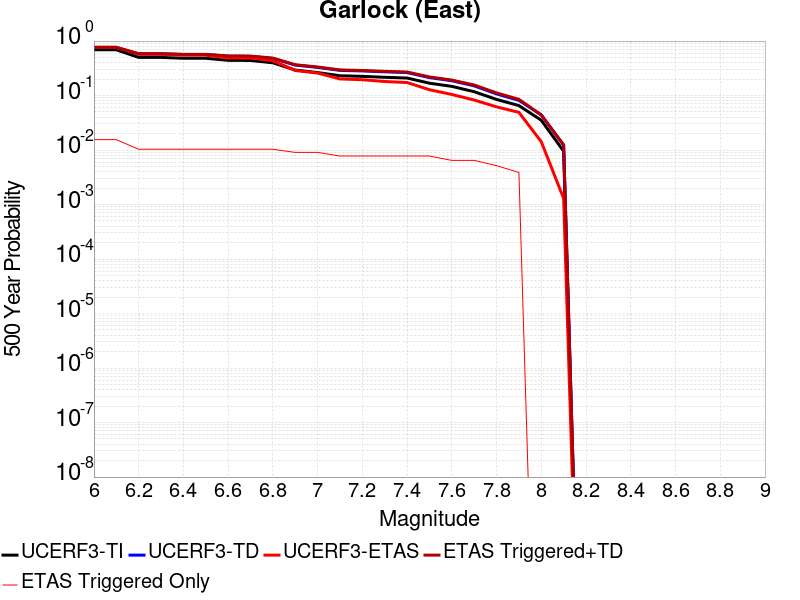 Garlock (East)
500 Year Probability
10^0
10^-1
10^-2
10^-3
10^-4
10^-5
10^-6
10^-7
10^-8
6 6.2 6.4 6.6 6.8 7 7.2 7.4 7.6 7.8 8 8.2 8.4 8.6 8.8 9
Magnitude
UCERF3-TI UCERF3-TD UCERF3-ETAS ETAS Triggered+TD
ETAS Triggered Only